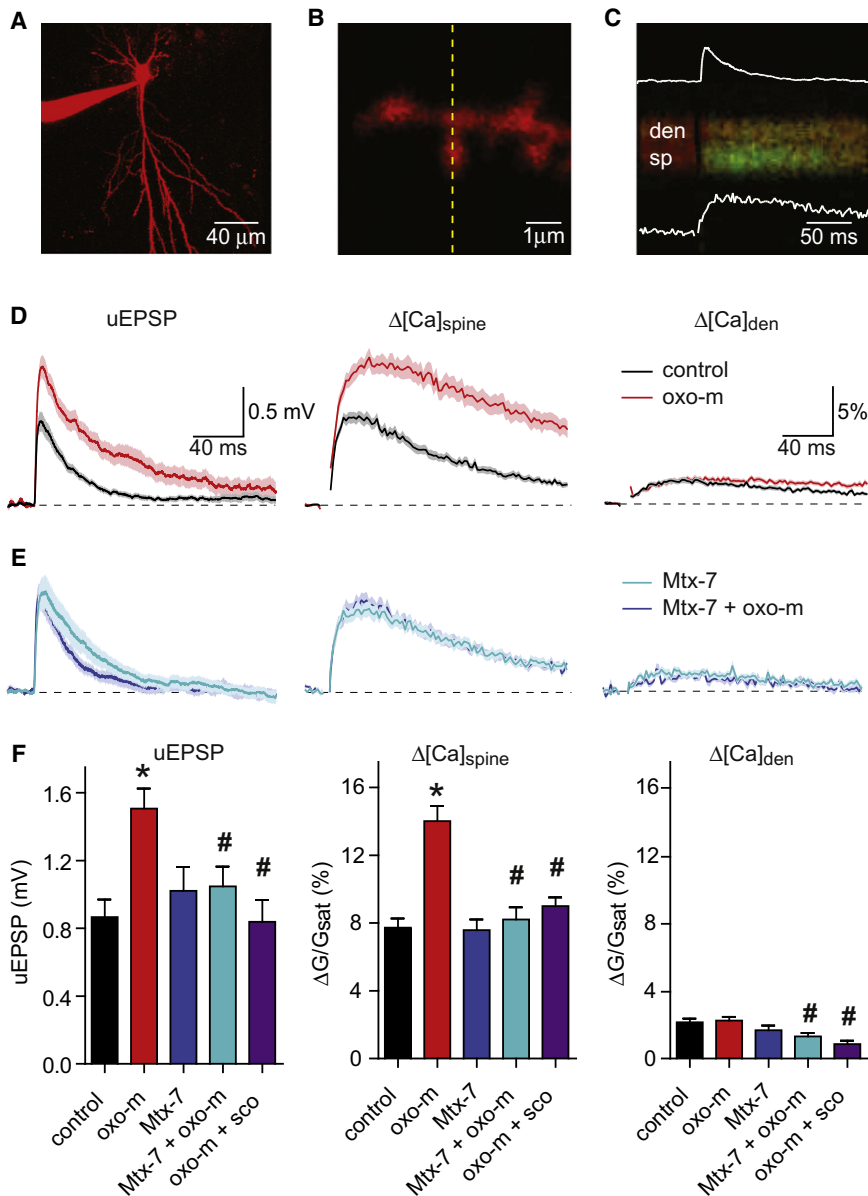 A
B
C
40 μm
1μm
den
sp
50 ms
D
uEPSP
Δ[Ca]spine
Δ[Ca]den
0.5 mV
40 ms
control
oxo-m
5%
40 ms
E
Mtx-7
Mtx-7 + oxo-m
F
uEPSP
uEPSP (mV)
1.6
1.2
0.8
0.4
0.0
*
#
#
control
oxo-m
Mtx-7
Mtx-7 + oxo-m
oxo-m + sco
Δ[Ca]spine
ΔG/Gsat (%)
16
12
8
4
0
*
#
#
control
oxo-m
Mtx-7
Mtx-7 + oxo-m
oxo-m + sco
Δ[Ca]den
ΔG/Gsat (%)
16
12
8
4
0
#
#
control
oxo-m
Mtx-7
Mtx-7 + oxo-m
oxo-m + sco